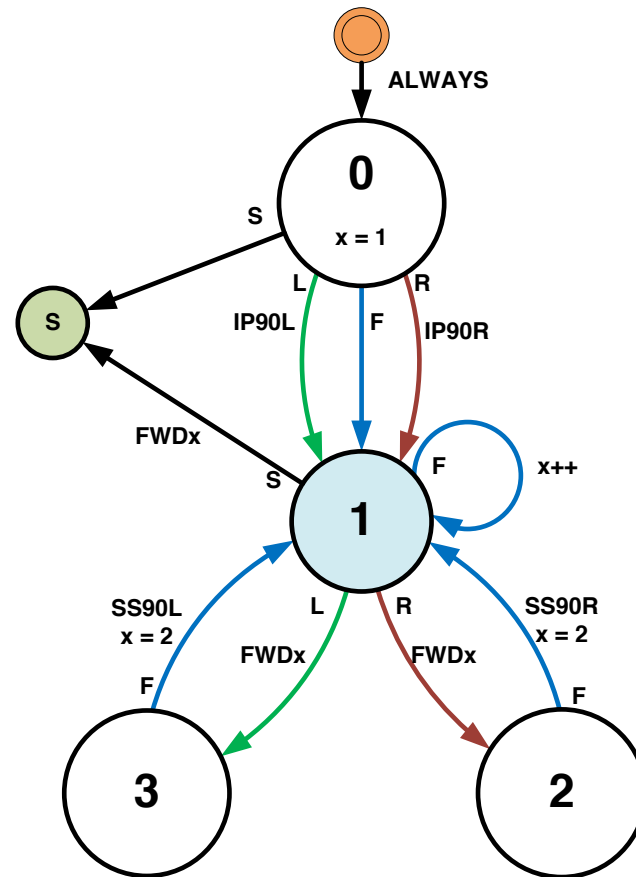 ALWAYS
0
x = 1
S
L
R
S
IP90L
F
IP90R
FWDx
S
F
x++
1
L
R
SS90L
x = 2
SS90R
x = 2
FWDx
FWDx
F
F
3
2